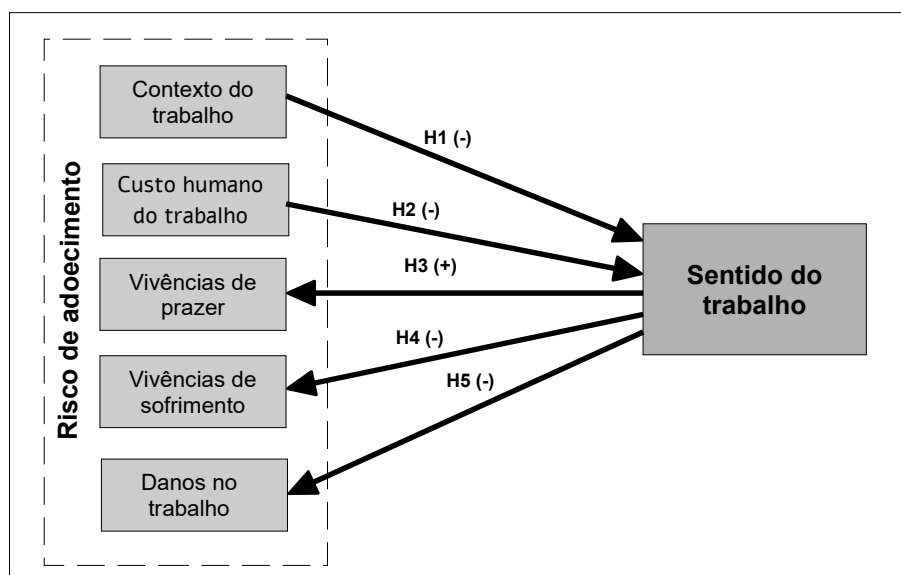 Risco de adoecimento
Contexto do
trabalho
Custo humano
do trabalho
Vivências de
prazer
Vivências de
sofrimento
Danos no
trabalho
H1 (-)
H2 (-)
H3 (+)
H4 (-)
H5 (-)
Sentido do
trabalho